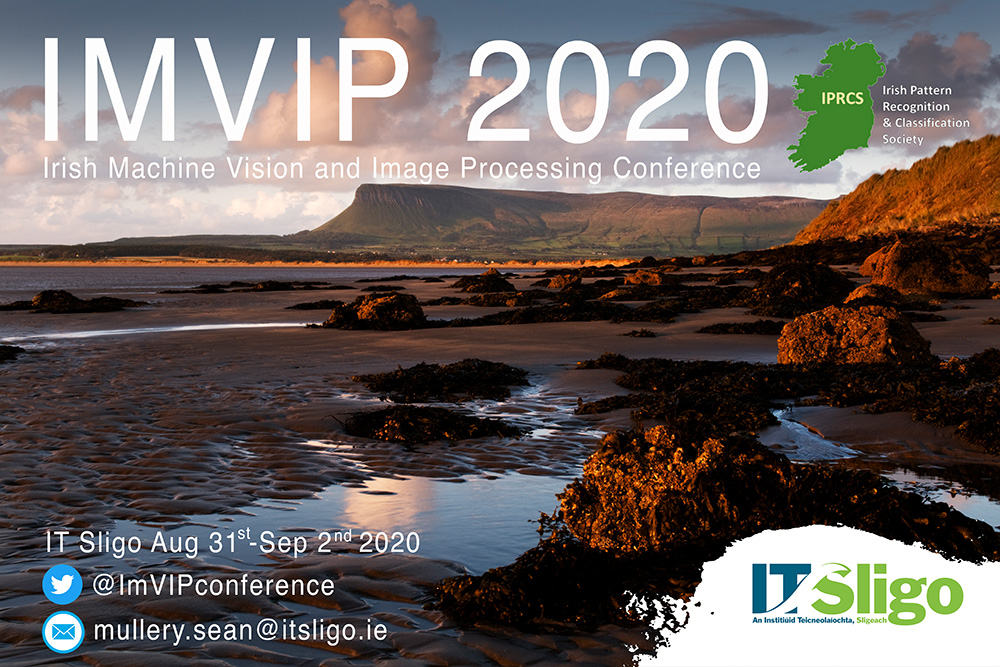 IMVIP 2020
Irish Machine Vision and Image Processing Conference
IPRCS
Irish Pattern
Recognition
& Classification
Society
IT Sligo Aug 31st-Sep 2nd 2020
@ImVIPconference
mullery.sean@itsligo.ie
IT Sligo
An Institiúid Teicneolaíochta, Sligeach